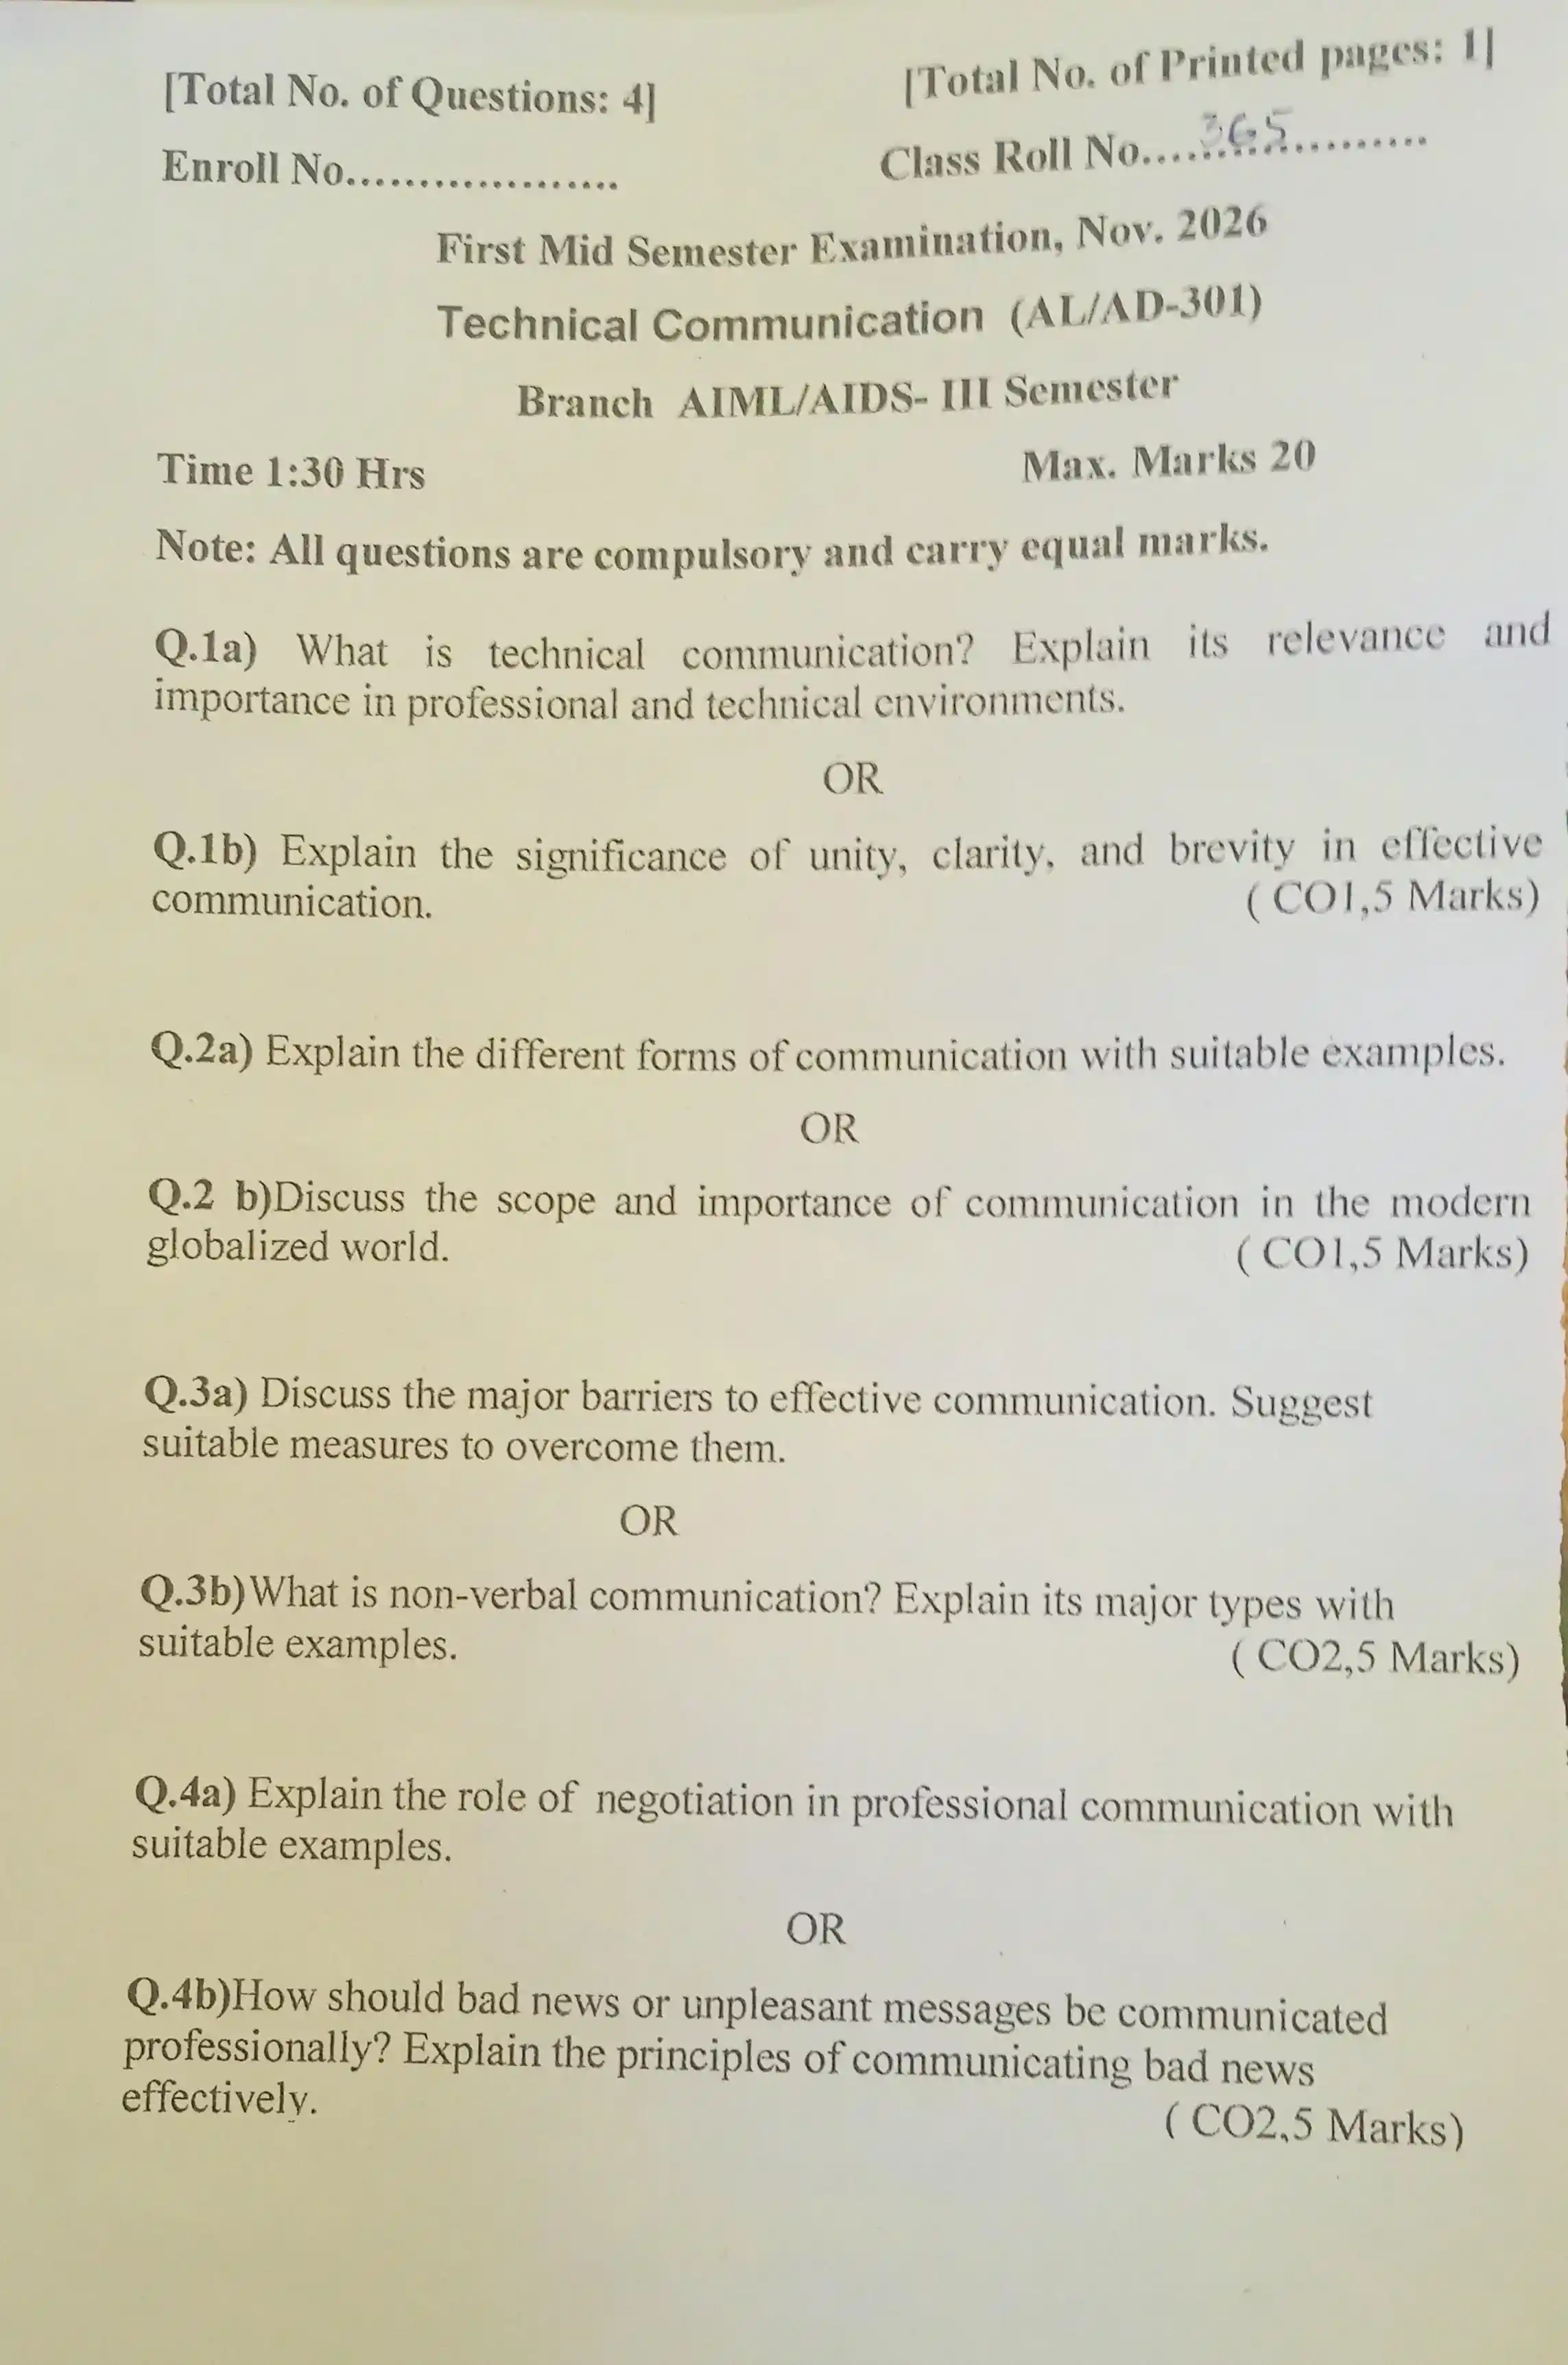 [Total No. of Questions: 4]
[Total No. of Printed pages: 1]
Enroll No...................
Class Roll No....................
365
First Mid Semester Examination, Nov. 2026
Technical Communication (AL/AD-301)
Branch AIML/AIDS- III Semester
Time 1:30 Hrs
Max. Marks 20
Note: All questions are compulsory and carry equal marks.
Q.1a) What is technical communication? Explain its relevance and
importance in professional and technical environments.
OR
Q.1b) Explain the significance of unity, clarity, and brevity in effective
communication. ( CO1,5 Marks)
Q.2a) Explain the different forms of communication with suitable examples.
OR
Q.2 b)Discuss the scope and importance of communication in the modern
globalized world. ( CO1,5 Marks)
Q.3a) Discuss the major barriers to effective communication. Suggest
suitable measures to overcome them.
OR
Q.3b)What is non-verbal communication? Explain its major types with
suitable examples. ( CO2,5 Marks)
Q.4a) Explain the role of negotiation in professional communication with
suitable examples.
OR
Q.4b)How should bad news or unpleasant messages be communicated
professionally? Explain the principles of communicating bad news
effectively. ( CO2,5 Marks)